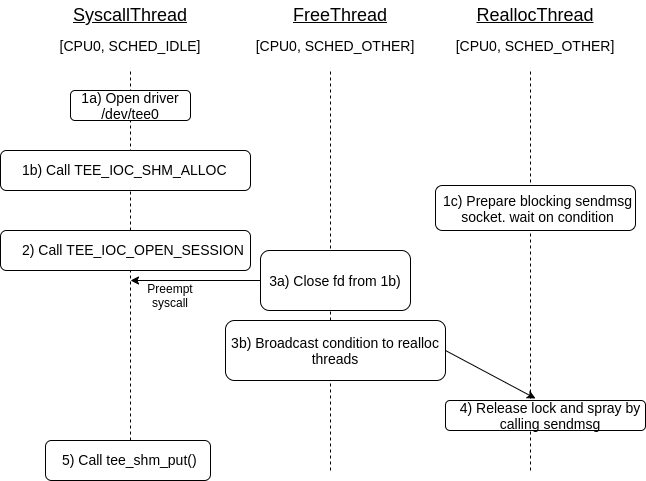 SyscallThread
FreeThread
ReallocThread
[CPU0, SCHED_IDLE]
[CPU0, SCHED_OTHER]
[CPU0, SCHED_OTHER]
1a) Open driver
/dev/tee0
1b) Call TEE_IOC_SHM_ALLOC
1c) Prepare blocking sendmsg
socket. wait on condition
2) Call TEE_IOC_OPEN_SESSION
3a) Close fd from 1b)
Preempt
syscall
3b) Broadcast condition to realloc
threads
4) Release lock and spray by
calling sendmsg
5) Call tee_shm_put()